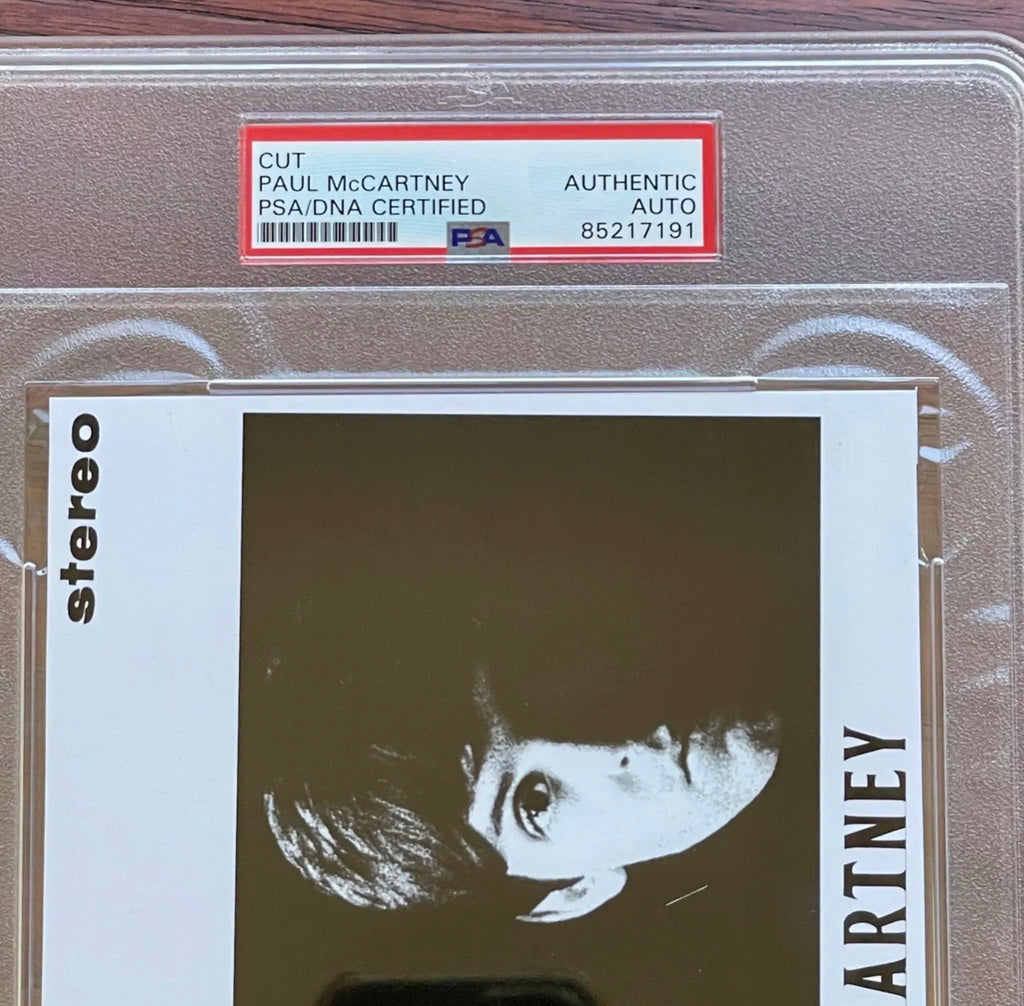 CUT
PAUL McCARTNEY
PSA/DNA CERTIFIED
AUTHENTIC
AUTO
85217191
PSA
stereo
ARTNEY